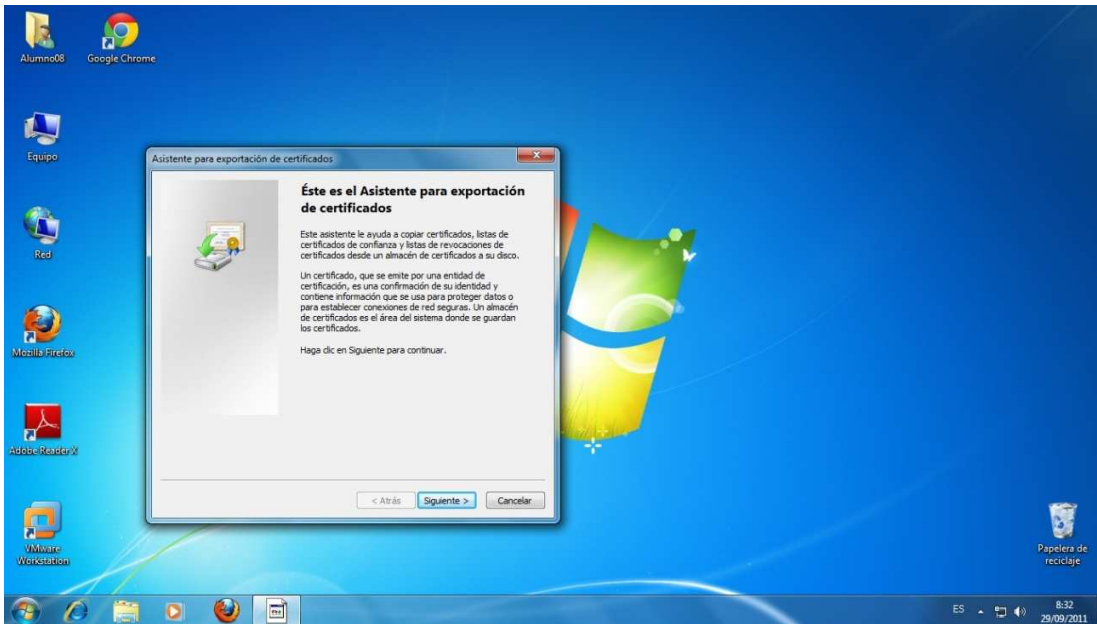 Alumno08
Google Chrome
Equipo
Red
Mozilla Firefox
Adobe Reader X
VMware
Workstation
Asistente para exportación de certificados
Éste es el Asistente para exportación
de certificados
Este asistente le ayuda a copiar certificados, listas de
certificados de confianza y listas de revocaciones de
certificados desde un almacén de certificados a su disco.
Un certificado, que se emite por una entidad de
certificación, es una confirmación de su identidad y
contiene información que se usa para proteger datos o
para establecer conexiones de red seguras. Un almacén
de certificados es el área del sistema donde se guardan
los certificados.
Haga clic en Siguiente para continuar.
< Atrás
Siguiente >
Cancelar
Papelera de
reciclaje
ES
8:32
29/09/2011